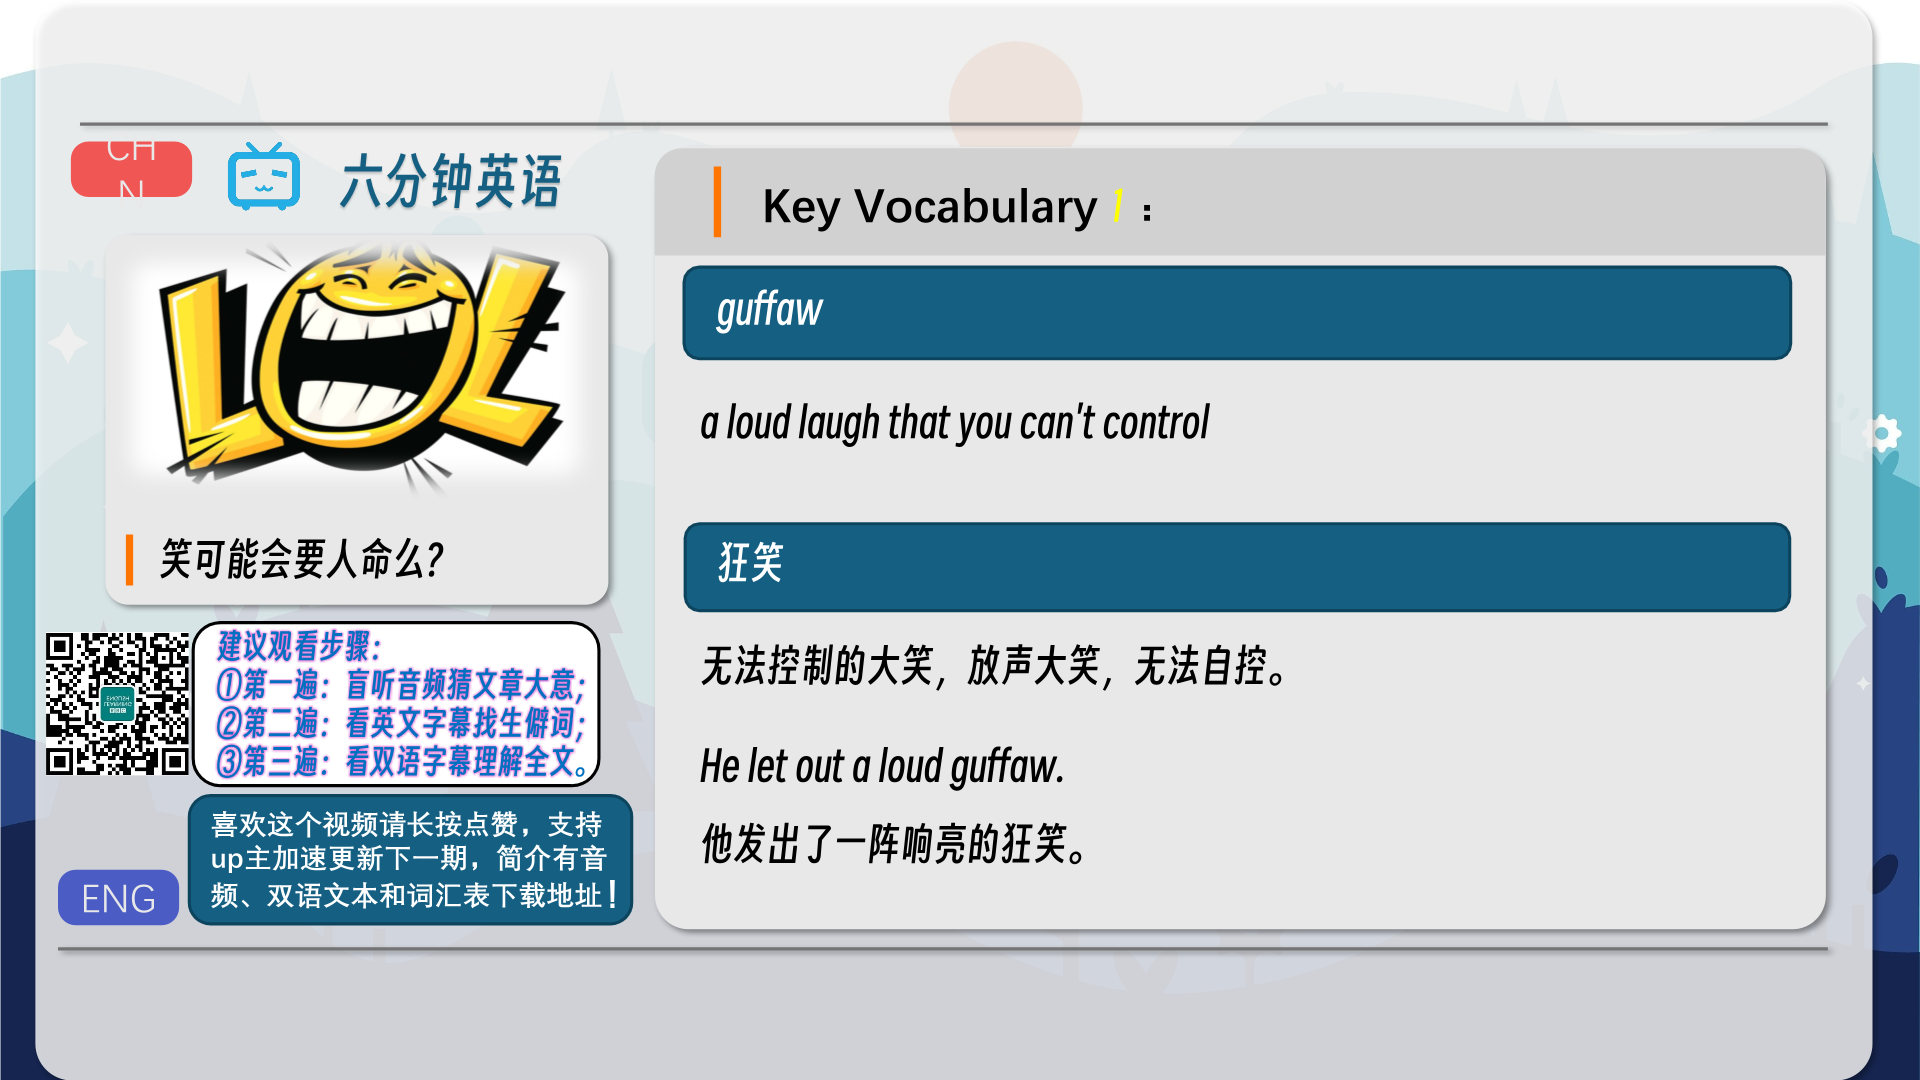 CH
N
六分钟英语
LOL
笑可能会要人命么?
建议观看步骤：
①第一遍：盲听音频猜文章大意；
②第二遍：看英文字幕找生僻词；
③第三遍：看双语字幕理解全文。
喜欢这个视频请长按点赞，支持
up主加速更新下一期，简介有音
频、双语文本和词汇表下载地址！
ENG
Key Vocabulary 1：
guffaw
a loud laugh that you can't control
狂笑
无法控制的大笑，放声大笑，无法自控。
He let out a loud guffaw.
他发出了一阵响亮的狂笑。